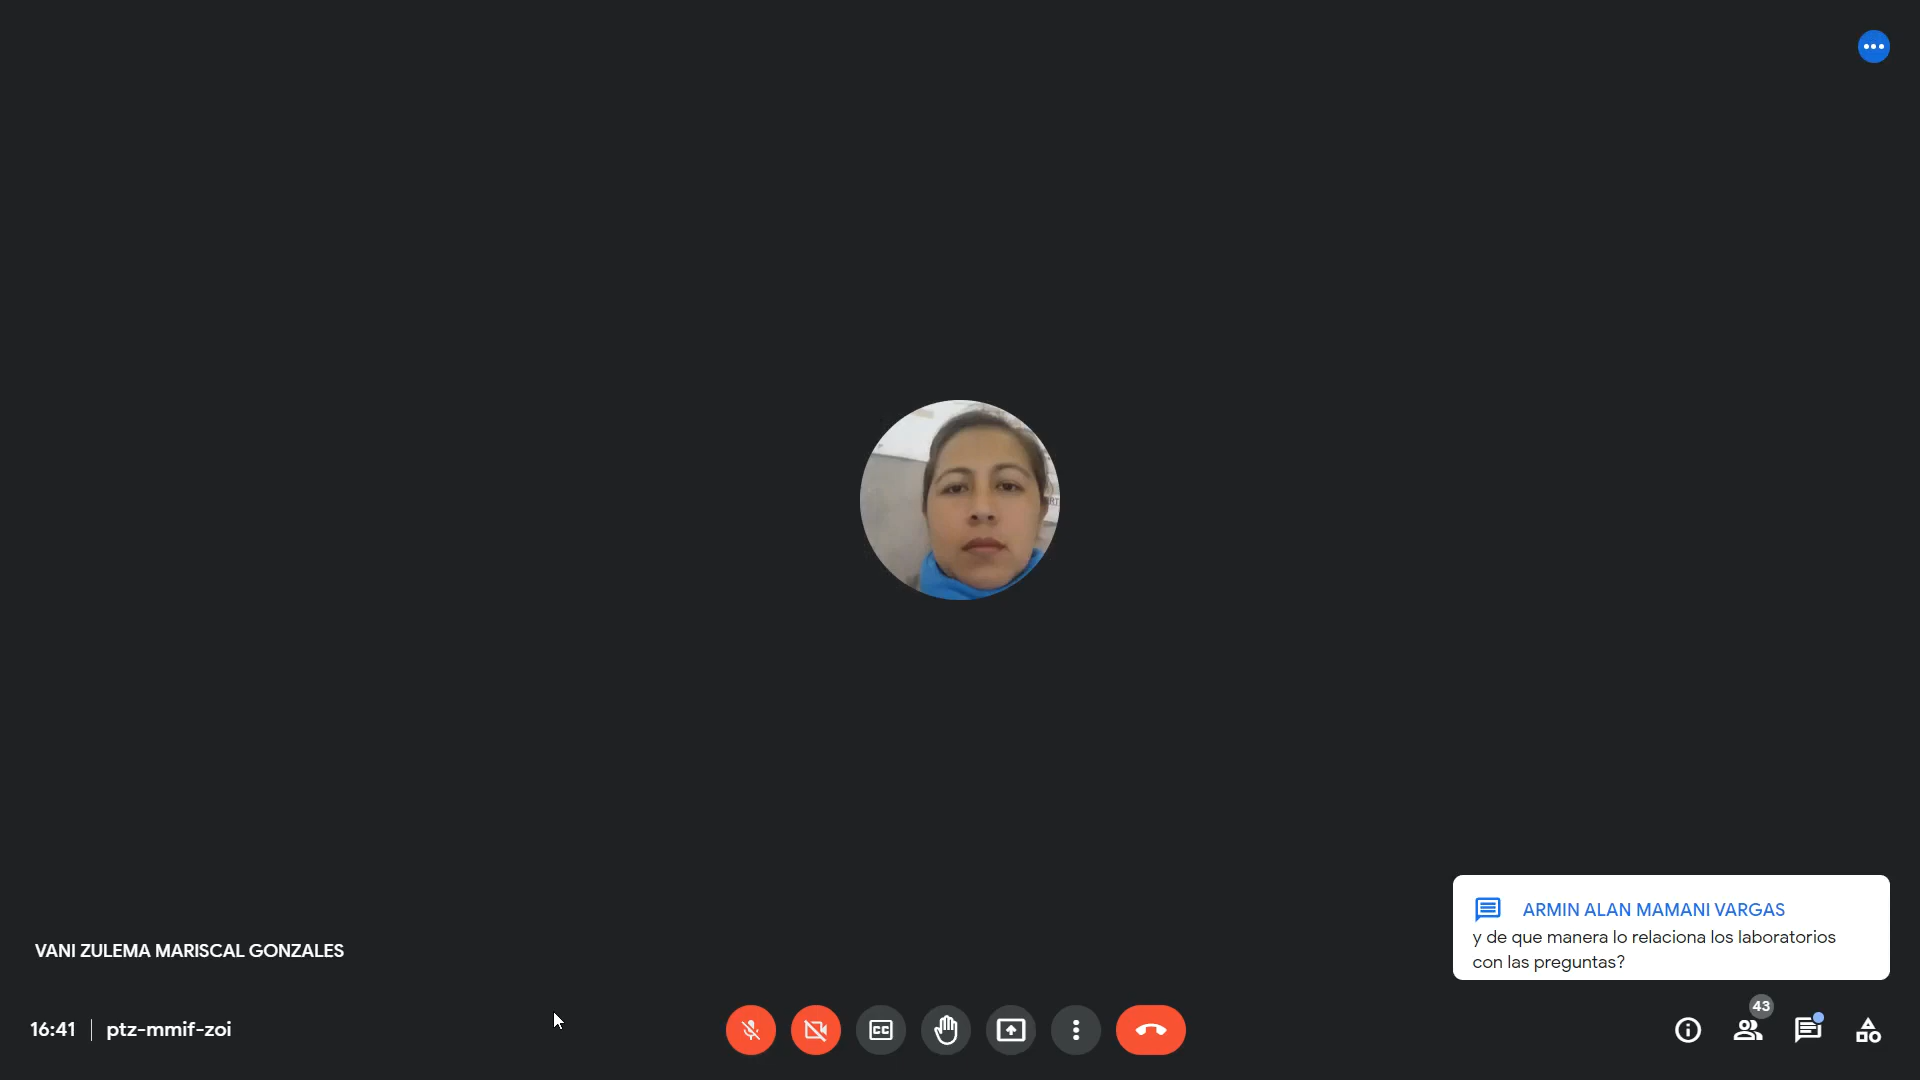 ARMIN ALAN MAMANI VARGAS
y de que manera lo relaciona los laboratorios
con las preguntas?
VANI ZULEMA MARISCAL GONZALES
16:41 | ptz-mmif-zoi
CC
43